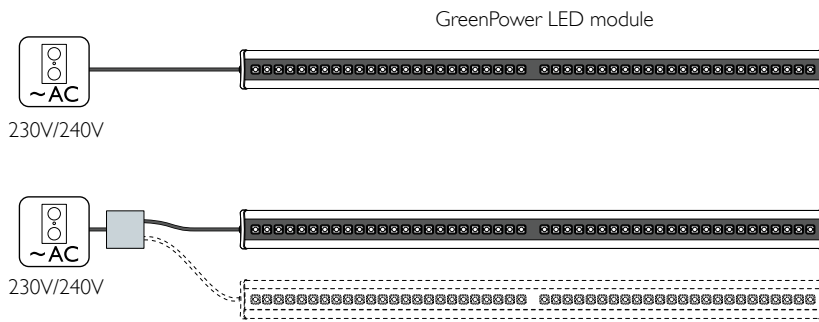 GreenPower LED module
~AC
230V/240V
~AC
230V/240V